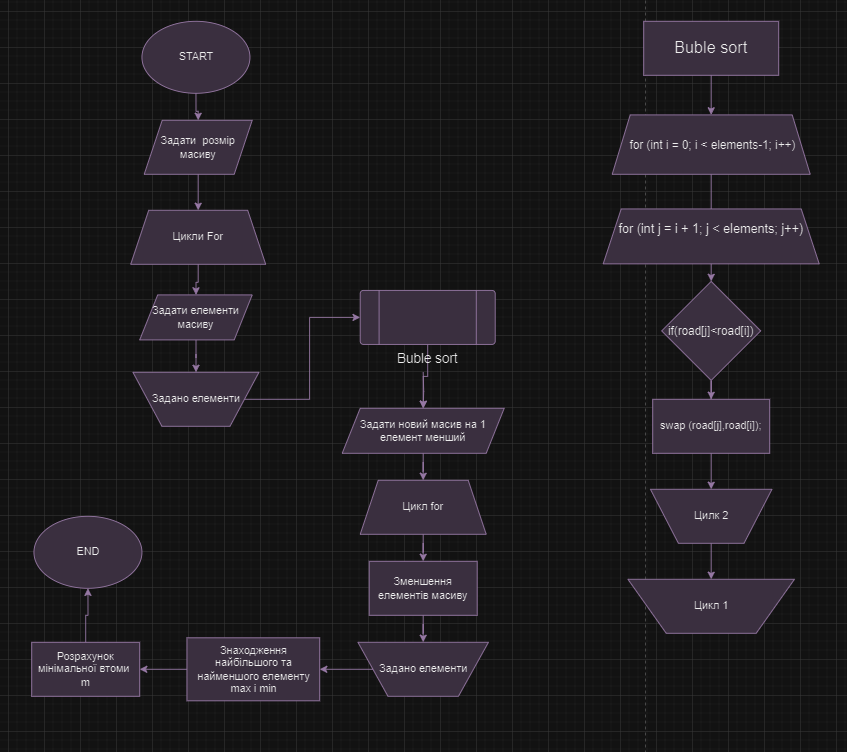 START
Задати розмір
масиву
Цикли For
Задати елементи
масиву
Задано елементи
Buble sort
Задати новий масив на 1
елемент менший
Цикл for
Зменшення
елементів масиву
Задано елементи
Знаходження
найбільшого та
найменшого елементу
max і min
Розрахунок
мінімальної втоми
m
END
Buble sort
for (int i = 0; i < elements-1; i++)
for (int j = i + 1; j < elements; j++)
if(road[j]<road[i])
swap (road[j],road[i]);
Цилк 2
Цикл 1